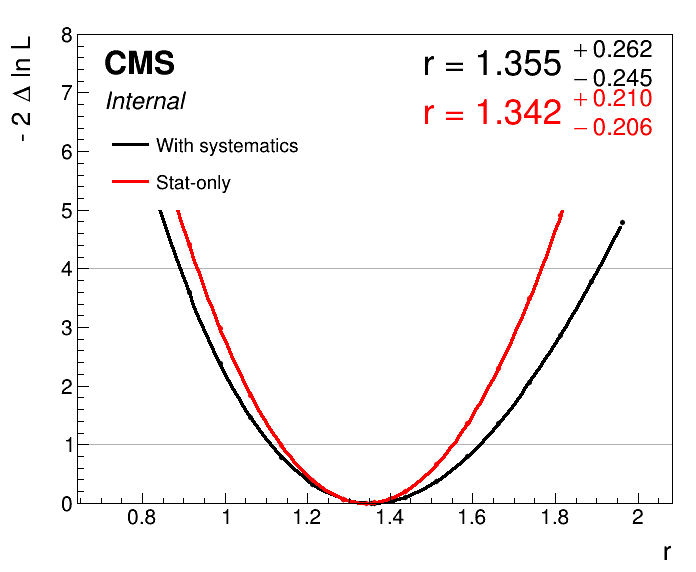 - 2 Δ ln L
8
7
6
5
4
3
2
1
0
CMS
Internal
With systematics
Stat-only
r = 1.355 +0.262 −0.245
r = 1.342 +0.210 −0.206
0.8 1 1.2 1.4 1.6 1.8 2
r